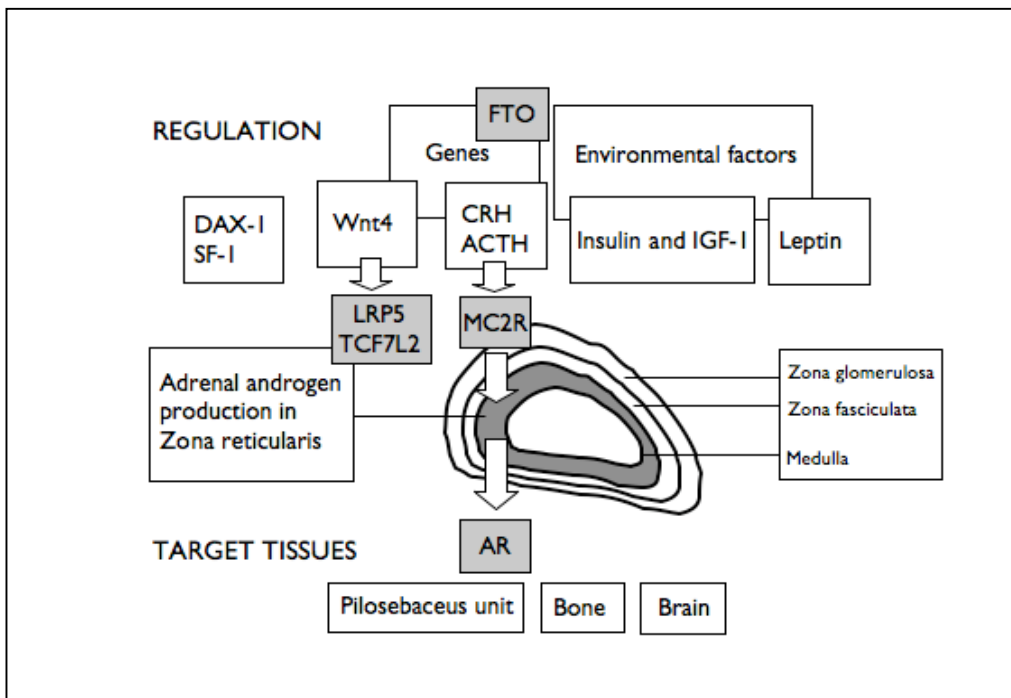 FTO
REGULATION
Genes
Environmental factors
DAX-1
SF-1
Wnt4
CRH
ACTH
Insulin and IGF-1
Leptin
LRP5
TCF7L2
MC2R
Adrenal androgen
production in
Zona reticularis
Zona glomerulosa
Zona fasciculata
Medulla
TARGET TISSUES
AR
Pilosebaceus unit
Bone
Brain